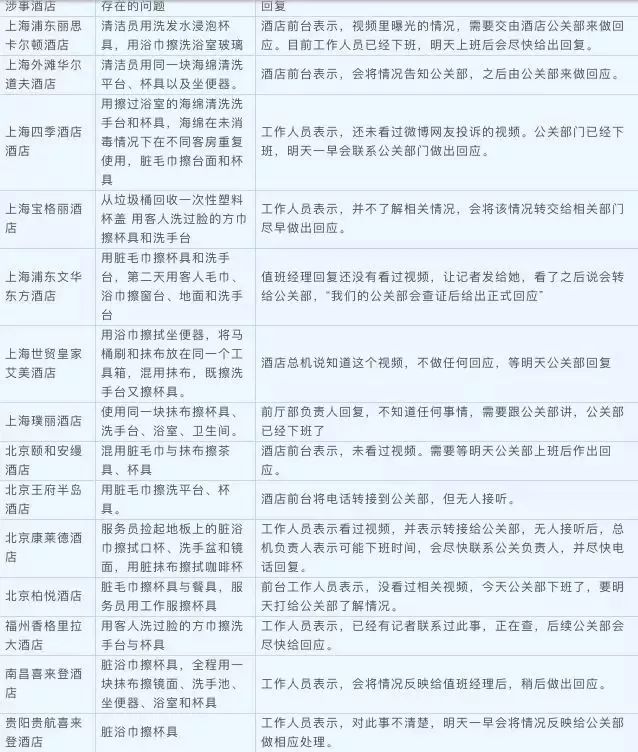 涉事酒店 存在的问题 回复
上海浦东丽思
卡尔顿酒店
清洁员用洗发水浸泡杯
具，用浴巾擦洗浴室玻璃
酒店前台表示，视频里曝光的情况，需要交由酒店公关部来做回
应。目前工作人员已经下班，明天上班后会尽快给出回复。
上海外滩华尔
道夫酒店
清洁员用同一块海绵清洗
平台、杯具以及坐便器。
酒店前台表示，会将情况告知公关部，之后由公关部来做回应。
上海四季酒店
酒店
用擦过浴室的海绵清洗洗
手台和杯具，海绵在未消
毒情况下在不同客房重复
使用，脏毛巾擦台面和杯
具
工作人员表示，还未看过微博网友投诉的视频。公关部门已经下
班，明天一早会联系公关部门做出回应。
上海宝格丽酒
店
从垃圾桶回收一次性塑料
杯盖 用客人洗过脸的方巾
擦杯具和洗手台
工作人员表示，并不了解相关情况，会将该情况转交给相关部门
尽早做出回应。
上海浦东文华
东方酒店
用脏毛巾擦杯具和洗手
台，第二天用客人毛巾、
浴巾擦窗台、地面和洗手
台
值班经理回复还没有看过视频，让记者发给她，看了之后说会转
给公关部，“我们的公关部会查证后给出正式回应”
上海世贸皇家
艾美酒店
用浴巾擦拭坐便器，将马
桶刷和抹布放在同一个工
具箱，混用抹布，既擦洗
手台又擦杯具。
酒店总机说知道这个视频，不做任何回应，等明天公关部回复
上海璞丽酒店
使用同一块抹布擦杯具、
洗手台、浴室、卫生间。
前厅部负责人回复，不知道任何事情，需要跟公关部讲，公关部
已经下班了
北京颐和安缦
酒店
混用脏毛巾与抹布擦茶
具、杯具
酒店前台表示，未看过视频。需要等明天公关部上班后作出回
应。
北京王府半岛
酒店
用脏毛巾擦洗平台、杯
具。
酒店前台将电话转接到公关部，但无人接听。
北京康莱德酒
店
服务员捡起地板上的脏浴
巾擦拭口杯、洗手盆和镜
面，用脏抹布擦拭咖啡杯
工作人员表示看过视频，并表示转接给公关部，无人接听后，总
机负责人表示可能下班时间，会尽快联系公关负责人，并尽快电
话回复。
北京柏悦酒店
脏毛巾擦杯具与餐具，服
务员用工作服擦杯具
前台工作人员表示，没看过相关视频，今天公关部下班了，要明
天打给公关部了解情况。
福州香格里拉
大酒店
用客人洗过脸的方巾擦洗
手台与杯具
工作人员表示，已经有记者联系过此事，正在查，后续公关部会
尽快给回应。
南昌喜来登酒
店
脏浴巾擦杯具，全程用一
块抹布擦镜面、洗手池、
坐便器、浴室和杯具
工作人员表示，会将情况反映给值班经理后，稍后做出回应。
贵阳贵航喜来
登酒店
脏浴巾擦杯具
工作人员表示，对此事不清楚，明天一早会将情况反映给公关部
做相应处理。